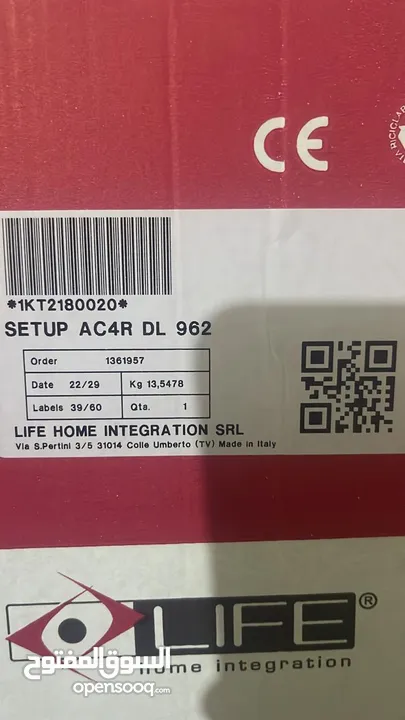 CE
DA RICICLAR
*1KT2180020*
SETUP AC4R DL 962
Order 1361957
Date 22/29 Kg 13,5478
Labels 39/60 Qta. 1
LIFE HOME INTEGRATION SRL
Via S.Pertini 3/5 31014 Colle Umberto (TV) Made in Italy
LIFE®
home integration
السوق المفتوح
opensooq.com